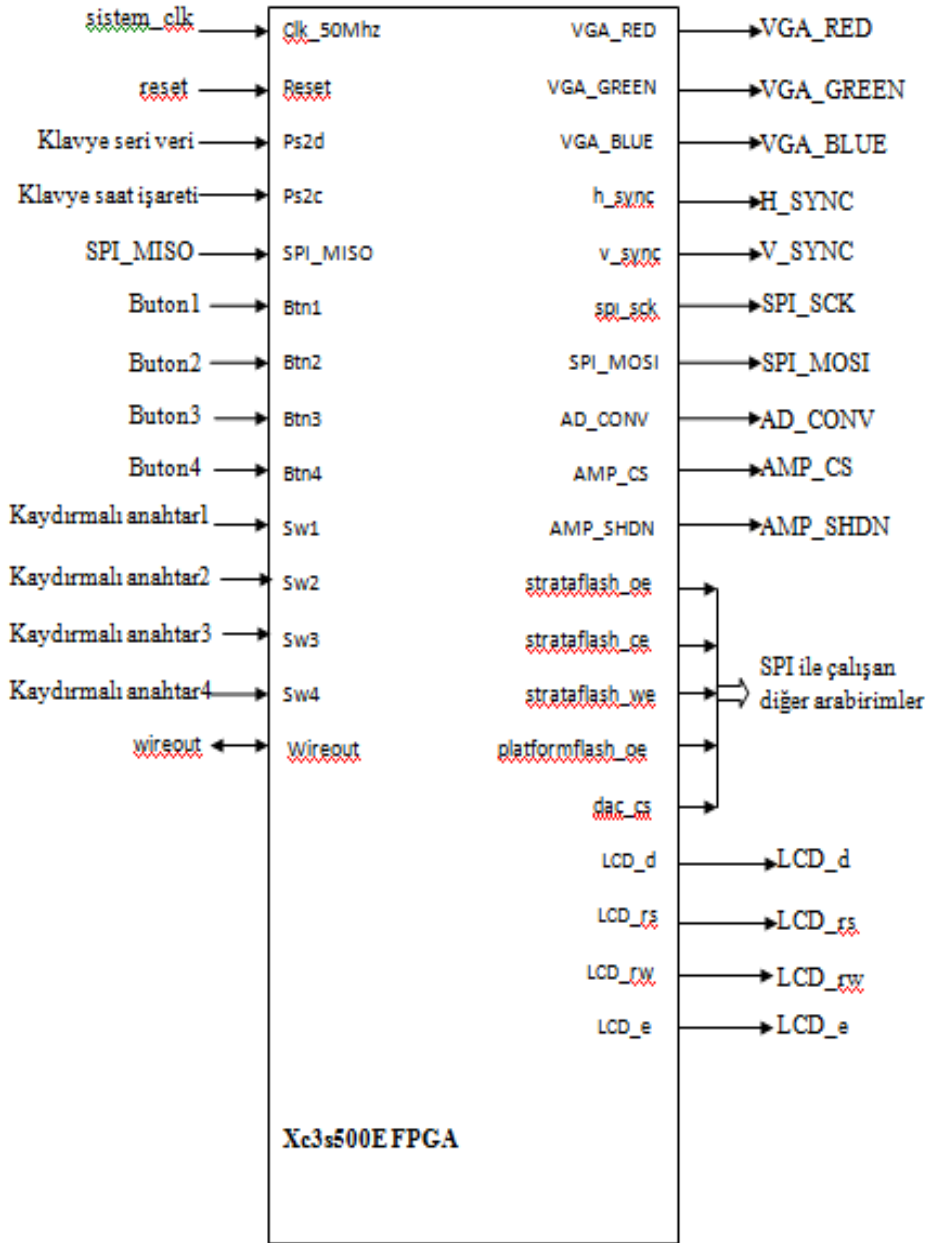 sistem_clk Clk_50Mhz VGA_RED VGA_RED
reset Reset VGA_GREEN VGA_GREEN
Klavye seri veri Ps2d VGA_BLUE VGA_BLUE
Klavye saat işareti Ps2c h_sync H_SYNC
SPI_MISO SPI_MISO v_sync V_SYNC
Buton1 Btn1 spı_sck SPI_SCK
Buton2 Btn2 SPI_MOSI SPI_MOSI
Buton3 Btn3 AD_CONV AD_CONV
Buton4 Btn4 AMP_CS AMP_CS
Kaydırmalı anahtar1 Sw1 AMP_SHDN AMP_SHDN
Kaydırmalı anahtar2 Sw2 strataflash_oe
Kaydırmalı anahtar3 Sw3 strataflash_ce
SPI ile çalışan
Kaydırmalı anahtar4 Sw4 strataflash_we
diğer arabirimler
wireout Wireout platformflash_oe
dac_cs
LCD_d LCD_d
LCD_rs LCD_rs
LCD_rw LCD_rw
LCD_e LCD_e
Xc3s500E FPGA